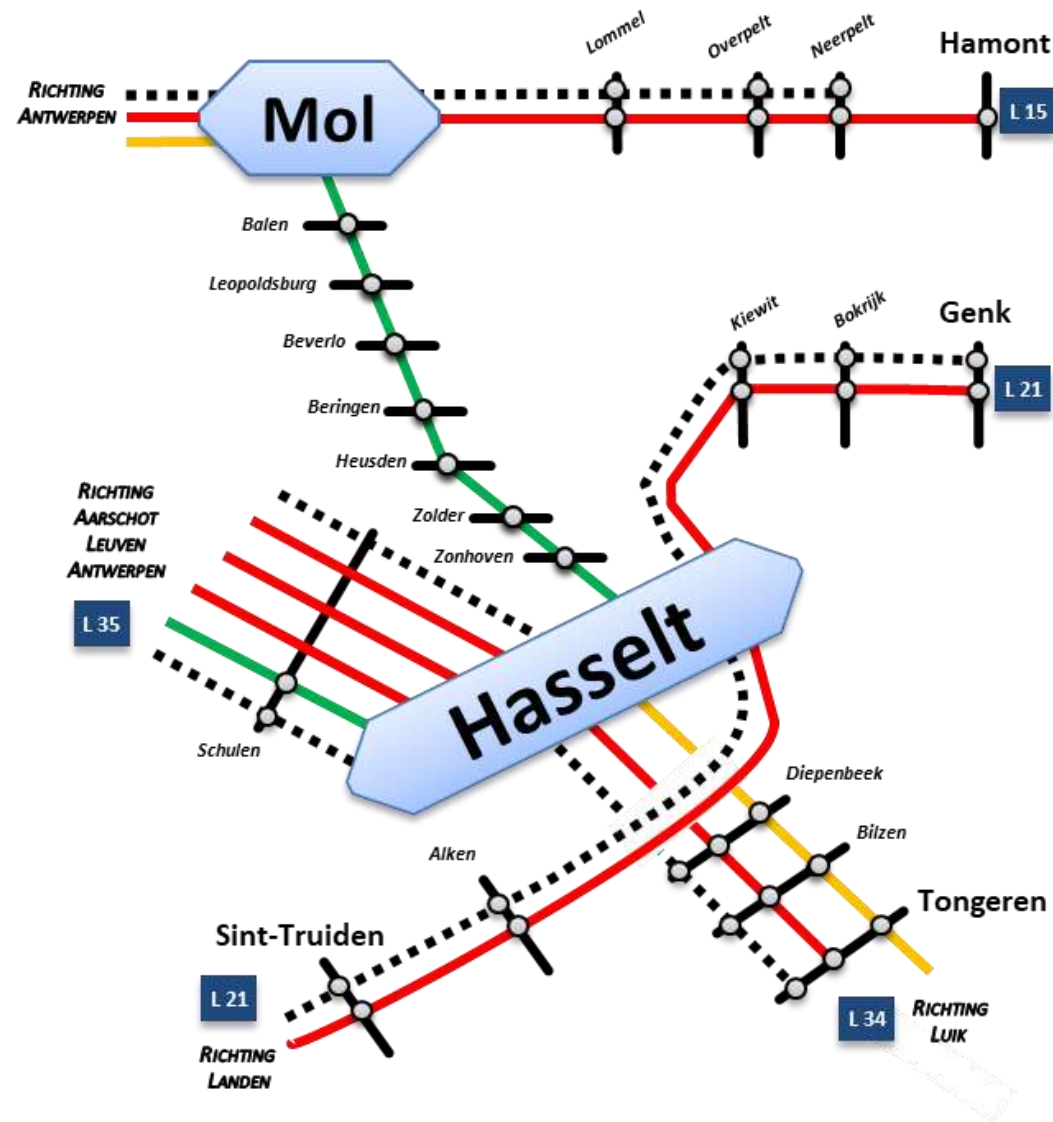 Lommel
Overpelt
Neerpelt
Hamont
RICHTING
ANTWERPEN
Mol
L 15
Balen
Leopoldsburg
Beverlo
Beringen
Heusden
Zolder
Zonhoven
Kiewit
Bokrijk
Genk
L 21
RICHTING
AARSCHOT
LEUVEN
ANTWERPEN
L 35
Schulen
Hasselt
Diepenbeek
Bilzen
Tongeren
L 34
RICHTING
LUIK
Alken
Sint-Truiden
L 21
RICHTING
LANDEN